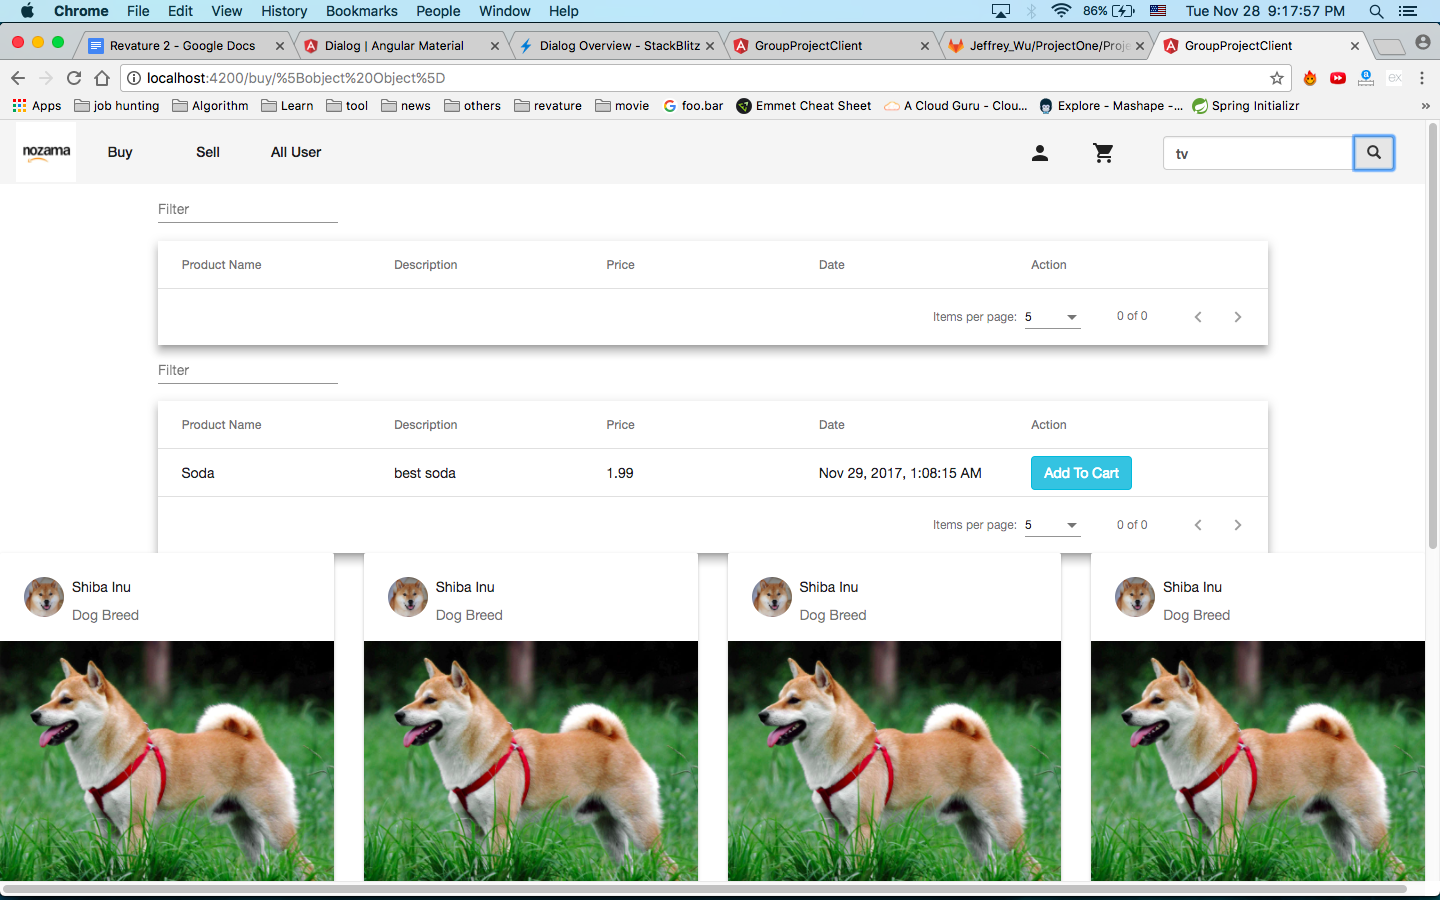 Chrome File Edit View History Bookmarks People Window Help 86% Tue Nov 28 9:17:57 PM
Revature 2 - Google Docs Dialog | Angular Material Dialog Overview - StackBlitz GroupProjectClient Jeffrey_Wu/ProjectOne/Proje GroupProjectClient
localhost:4200/buy/%5Bobject%20Object%5D
Apps job hunting Algorithm Learn tool news others revature movie foo.bar Emmet Cheat Sheet A Cloud Guru - Clou... Explore - Mashape -... Spring Initializr »
nozama Buy Sell All User tv
Filter
Product Name Description Price Date Action
Items per page: 5 0 of 0
Filter
Product Name Description Price Date Action
Soda best soda 1.99 Nov 29, 2017, 1:08:15 AM Add To Cart
Items per page: 5 0 of 0
Shiba Inu Shiba Inu Shiba Inu Shiba Inu
Dog Breed Dog Breed Dog Breed Dog Breed